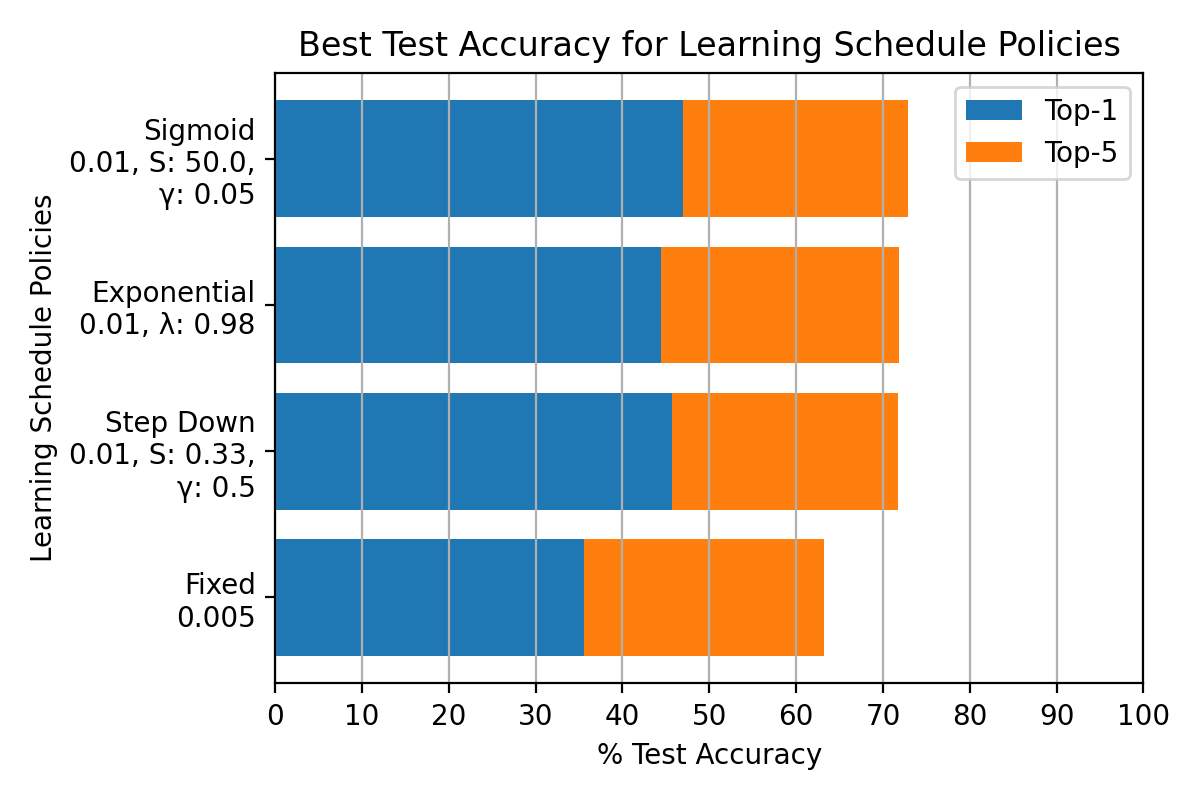 Best Test Accuracy for Learning Schedule Policies
Top-1
Top-5
Learning Schedule Policies
Sigmoid
0.01, S: 50.0,
γ: 0.05
Exponential
0.01, λ: 0.98
Step Down
0.01, S: 0.33,
γ: 0.5
Fixed
0.005
0 10 20 30 40 50 60 70 80 90 100
% Test Accuracy